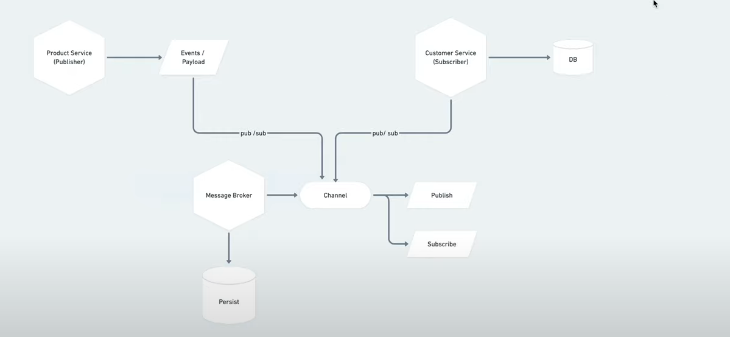 Product Service
(Publisher)
Events /
Payload
Customer Service
(Subscriber)
DB
pub /sub
pub/ sub
Message Broker
Channel
Publish
Subscribe
Persist